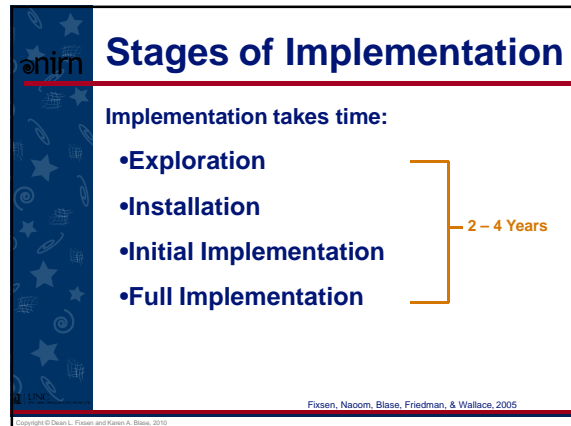 nirn
Stages of Implementation
Implementation takes time:
•Exploration
•Installation
•Initial Implementation
•Full Implementation
2 – 4 Years
UNC
Fixsen, Naoom, Blase, Friedman, & Wallace, 2005
Copyright © Dean L. Fixsen and Karen A. Blase, 2010